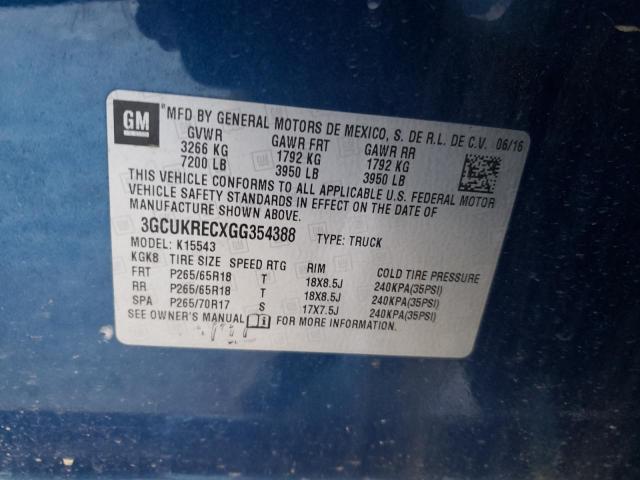 GM
*MFD BY GENERAL MOTORS DE MEXICO, S. DE R.L. DE C.V. 06/16
GVWR GAWR FRT GAWR RR
3266 KG 1792 KG 1792 KG
7200 LB 3950 LB 3950 LB
THIS VEHICLE CONFORMS TO ALL APPLICABLE U.S. FEDERAL MOTOR
VEHICLE SAFETY STANDARDS IN EFFECT ON THE DATE OF
MANUFACTURE SHOWN ABOVE.
3GCUKRECXGG354388 TYPE: TRUCK
MODEL: K15543
KGK8 TIRE SIZE SPEED RTG RIM COLD TIRE PRESSURE
FRT P265/65R18 T 18X8.5J 240KPA(35PSI)
RR P265/65R18 T 18X8.5J 240KPA(35PSI)
SPA P265/70R17 S 17X7.5J 240KPA(35PSI)
SEE OWNER'S MANUAL FOR MORE INFORMATION.